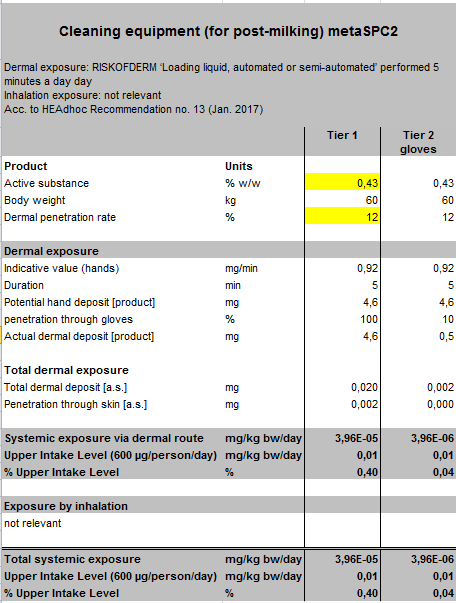 Cleaning equipment (for post-milking) metaSPC2
Dermal exposure: RISKOFDERM 'Loading liquid, automated or semi-automated' performed 5
minutes a day day
Inhalation exposure: not relevant
Acc. to HEAdhoc Recommendation no. 13 (Jan. 2017)
Tier 1 Tier 2
gloves
Product Units
Active substance % w/w 0,43 0,43
Body weight kg 60 60
Dermal penetration rate % 12 12
Dermal exposure
Indicative value (hands) mg/min 0,92 0,92
Duration min 5 5
Potential hand deposit [product] mg 4,6 4,6
penetration through gloves % 100 10
Actual dermal deposit [product] mg 4,6 0,5
Total dermal exposure
Total dermal deposit [a.s.] mg 0,020 0,002
Penetration through skin [a.s.] mg 0,002 0,000
Systemic exposure via dermal route mg/kg bw/day 3,96E-05 3,96E-06
Upper Intake Level (600 µg/person/day) mg/kg bw/day 0,01 0,01
% Upper Intake Level % 0,40 0,04
Exposure by inhalation
not relevant
Total systemic exposure mg/kg bw/day 3,96E-05 3,96E-06
Upper Intake Level (600 µg/person/day) mg/kg bw/day 0,01 0,01
% Upper Intake Level % 0,40 0,04